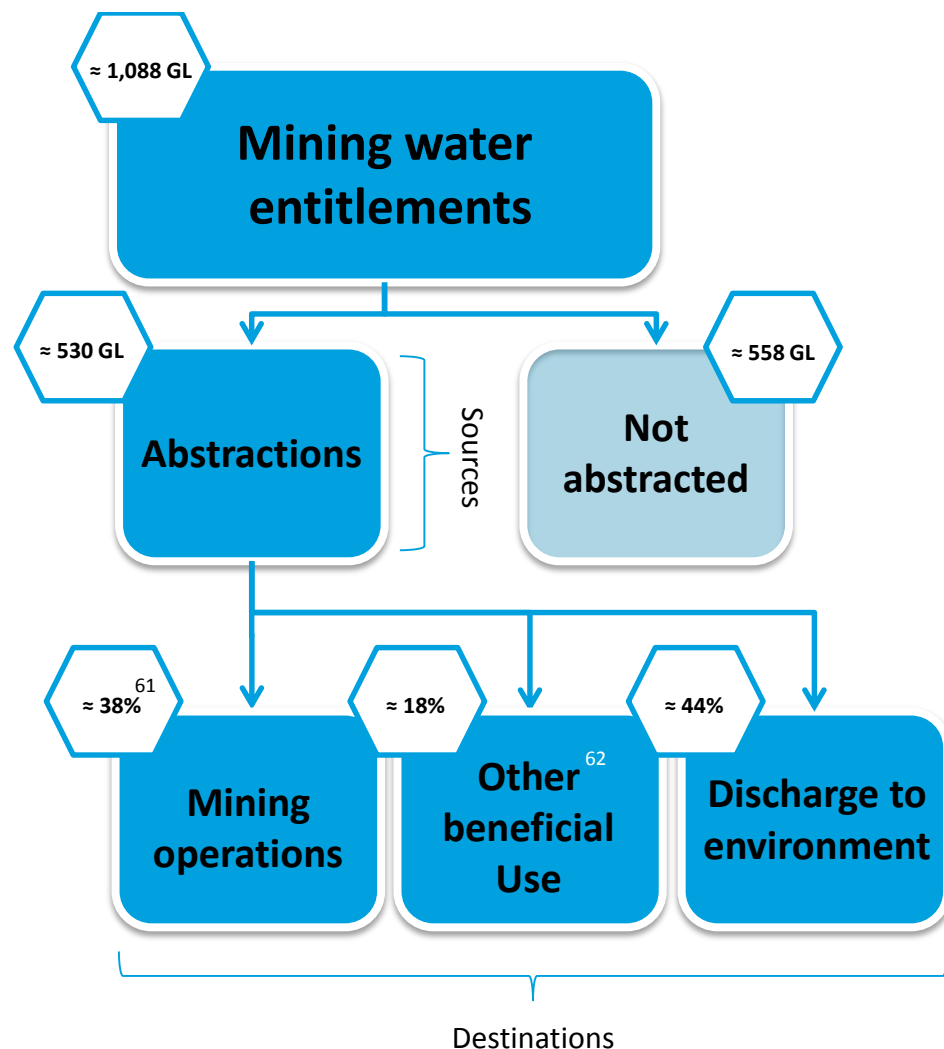 ≈ 1,088 GL
Mining water
entitlements
≈ 530 GL
Abstractions
Sources
≈ 558 GL
Not
abstracted
≈ 38% 61
Mining
operations
≈ 18%
Other 62
beneficial
Use
≈ 44%
Discharge to
environment
Destinations